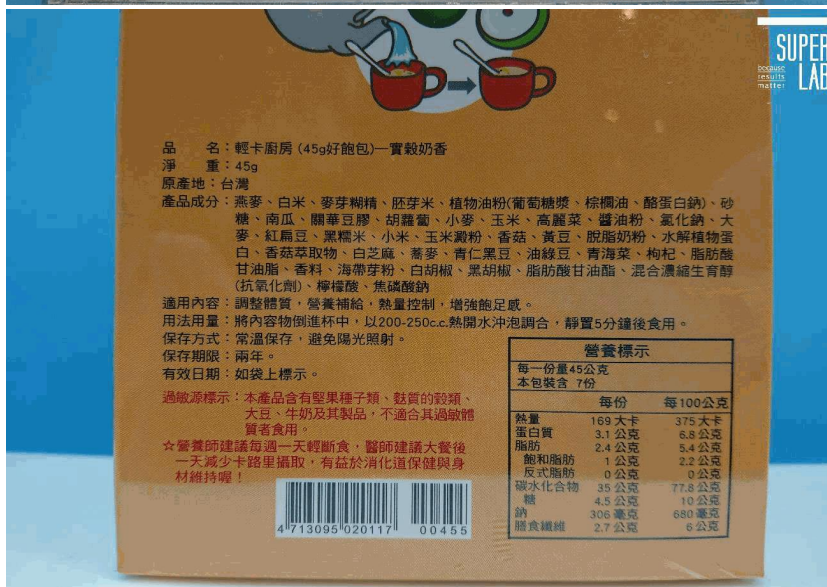 SUPER
because
results
matter
LAB
品　　名：輕卡廚房 (45g好飽包)—實穀奶香
淨　　重：45g
原產地：台灣
產品成分：燕麥、白米、麥芽糊精、胚芽米、植物油粉(葡萄糖漿、棕櫚油、酪蛋白鈉)、砂
糖、南瓜、關華豆膠、胡蘿蔔、小麥、玉米、高麗菜、醬油粉、氯化鈉、大
麥、紅扁豆、黑糯米、小米、玉米澱粉、香菇、黃豆、脫脂奶粉、水解植物蛋
白、香菇萃取物、白芝麻、蕎麥、青仁黑豆、油綠豆、青海菜、枸杞、脂肪酸
甘油脂、香料、海帶芽粉、白胡椒、黑胡椒、脂肪酸甘油酯、混合濃縮生育醇
(抗氧化劑)、檸檬酸、焦磷酸鈉
適用內容：調整體質，營養補給，熱量控制，增強飽足感。
用法用量：將內容物倒進杯中，以200-250c.c.熱開水沖泡調合，靜置5分鐘後食用。
保存方式：常溫保存，避免陽光照射。
保存期限：兩年。
有效日期：如袋上標示。
過敏源標示：本產品含有堅果種子類、麩質的穀類、
大豆、牛奶及其製品，不適合其過敏體
質者食用。
☆營養師建議每週一天輕斷食，醫師建議大餐後
一天減少卡路里攝取，有益於消化道保健與身
材維持喔！
4 713095 020117 00455
營養標示
每一份量45公克
本包裝含 7份
每份 每100公克
熱量 169 大卡 375 大卡
蛋白質 3.1 公克 6.8 公克
脂肪 2.4 公克 5.4 公克
飽和脂肪 1 公克 2.2 公克
反式脂肪 0 公克 0 公克
碳水化合物 35 公克 77.8 公克
糖 4.5 公克 10 公克
鈉 306 毫克 680 毫克
膳食纖維 2.7 公克 6 公克